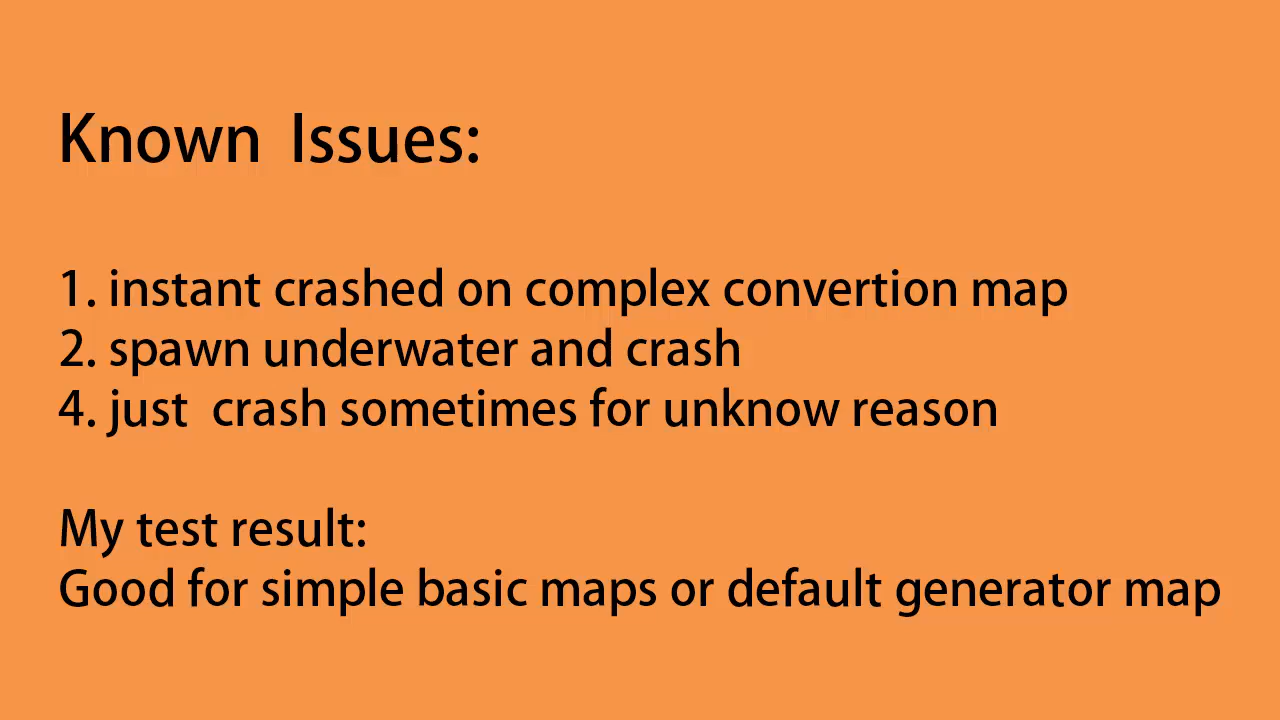 Known  Issues:
1. instant crashed on complex convertion map
2. spawn underwater and crash
4. just  crash sometimes for unknow reason
My test result:
Good for simple basic maps or default generator map